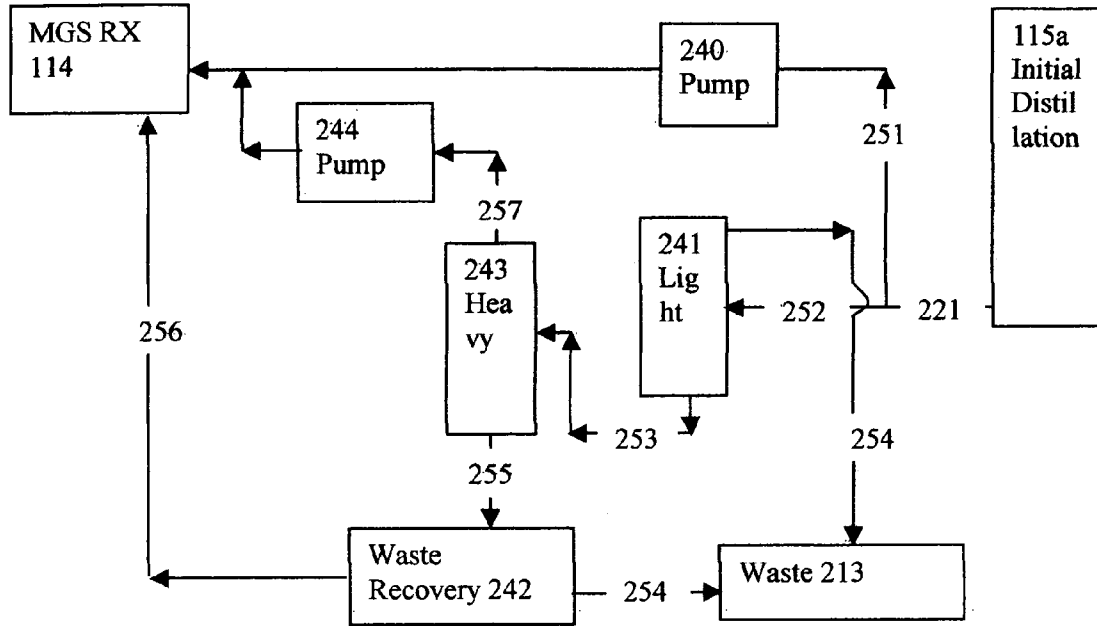 MGS RX
114
240
Pump
115a
Initial
Distil
lation
244
Pump
251
257
241
Lig
ht
243
Hea
vy
252
221
256
253
254
255
Waste
Recovery 242
254
Waste 213